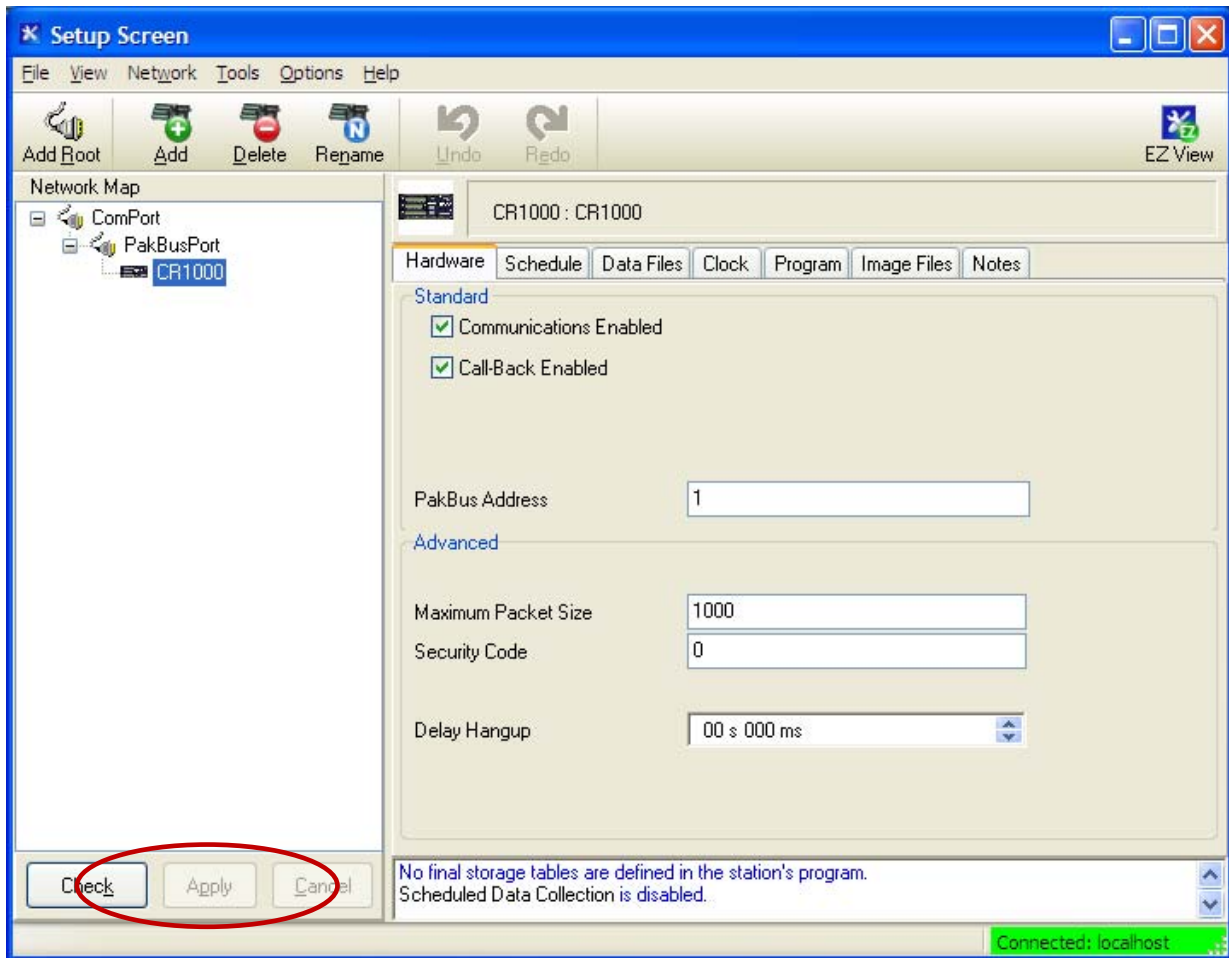 Setup Screen
File View Network Tools Options Help
Add Root Add Delete Rename Undo Redo EZ View
Network Map
ComPort
PakBusPort
CR1000
CR1000 : CR1000
Hardware Schedule Data Files Clock Program Image Files Notes
Standard
Communications Enabled
Call-Back Enabled
PakBus Address 1
Advanced
Maximum Packet Size 1000
Security Code 0
Delay Hangup 00 s 000 ms
Check Apply Cancel
No final storage tables are defined in the station's program.
Scheduled Data Collection is disabled.
Connected: localhost